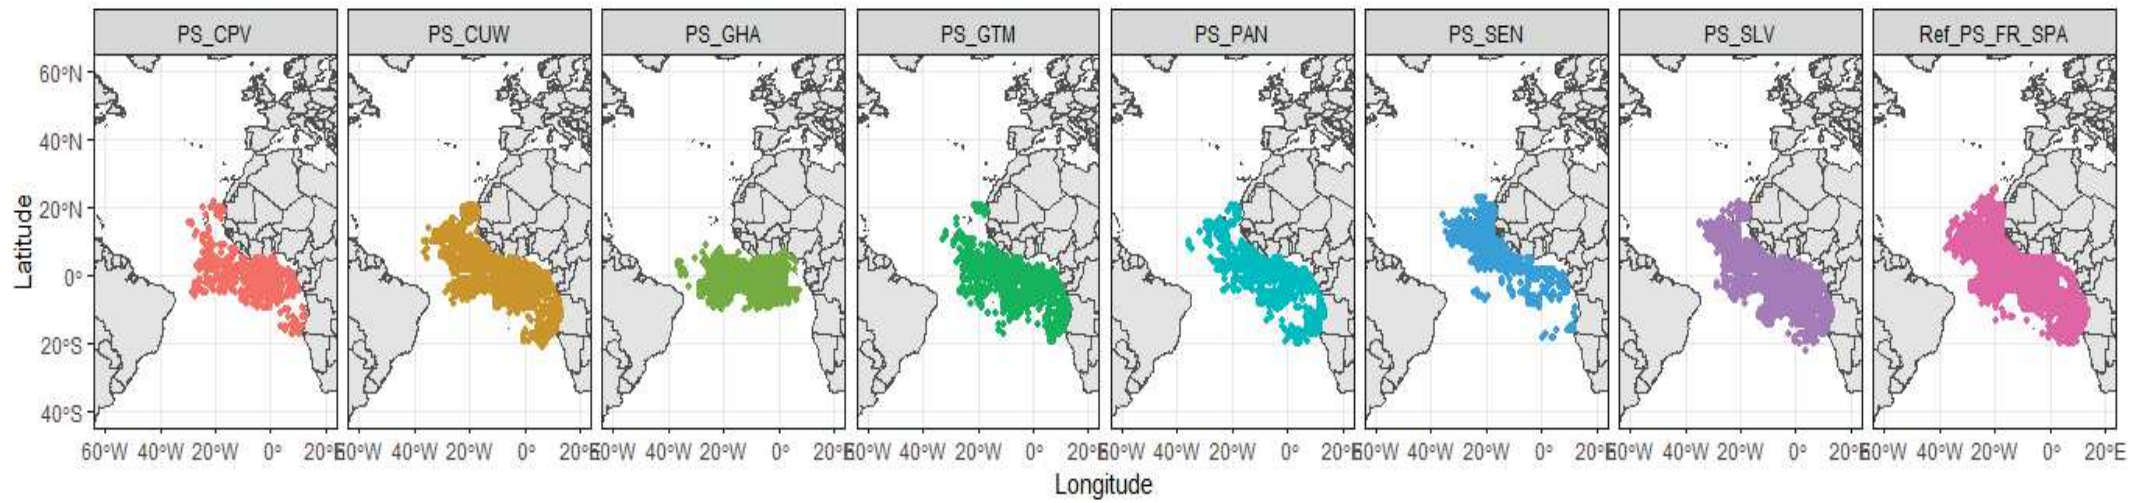 PS_CPV PS_CUW PS_GHA PS_GTM PS_PAN PS_SEN PS_SLV Ref_PS_FR_SPA
60°N
40°N
20°N
0°
20°S
40°S
Latitude
60°W 40°W 20°W 0° 20°E 60°W 40°W 20°W 0° 20°E 60°W 40°W 20°W 0° 20°E 60°W 40°W 20°W 0° 20°E 60°W 40°W 20°W 0° 20°E 60°W 40°W 20°W 0° 20°E 60°W 40°W 20°W 0° 20°E 60°W 40°W 20°W 0° 20°E
Longitude